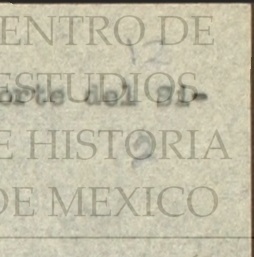 ENTRO DE
ESTUDIOS
orte del Si-
E HISTORIA
DE MEXICO